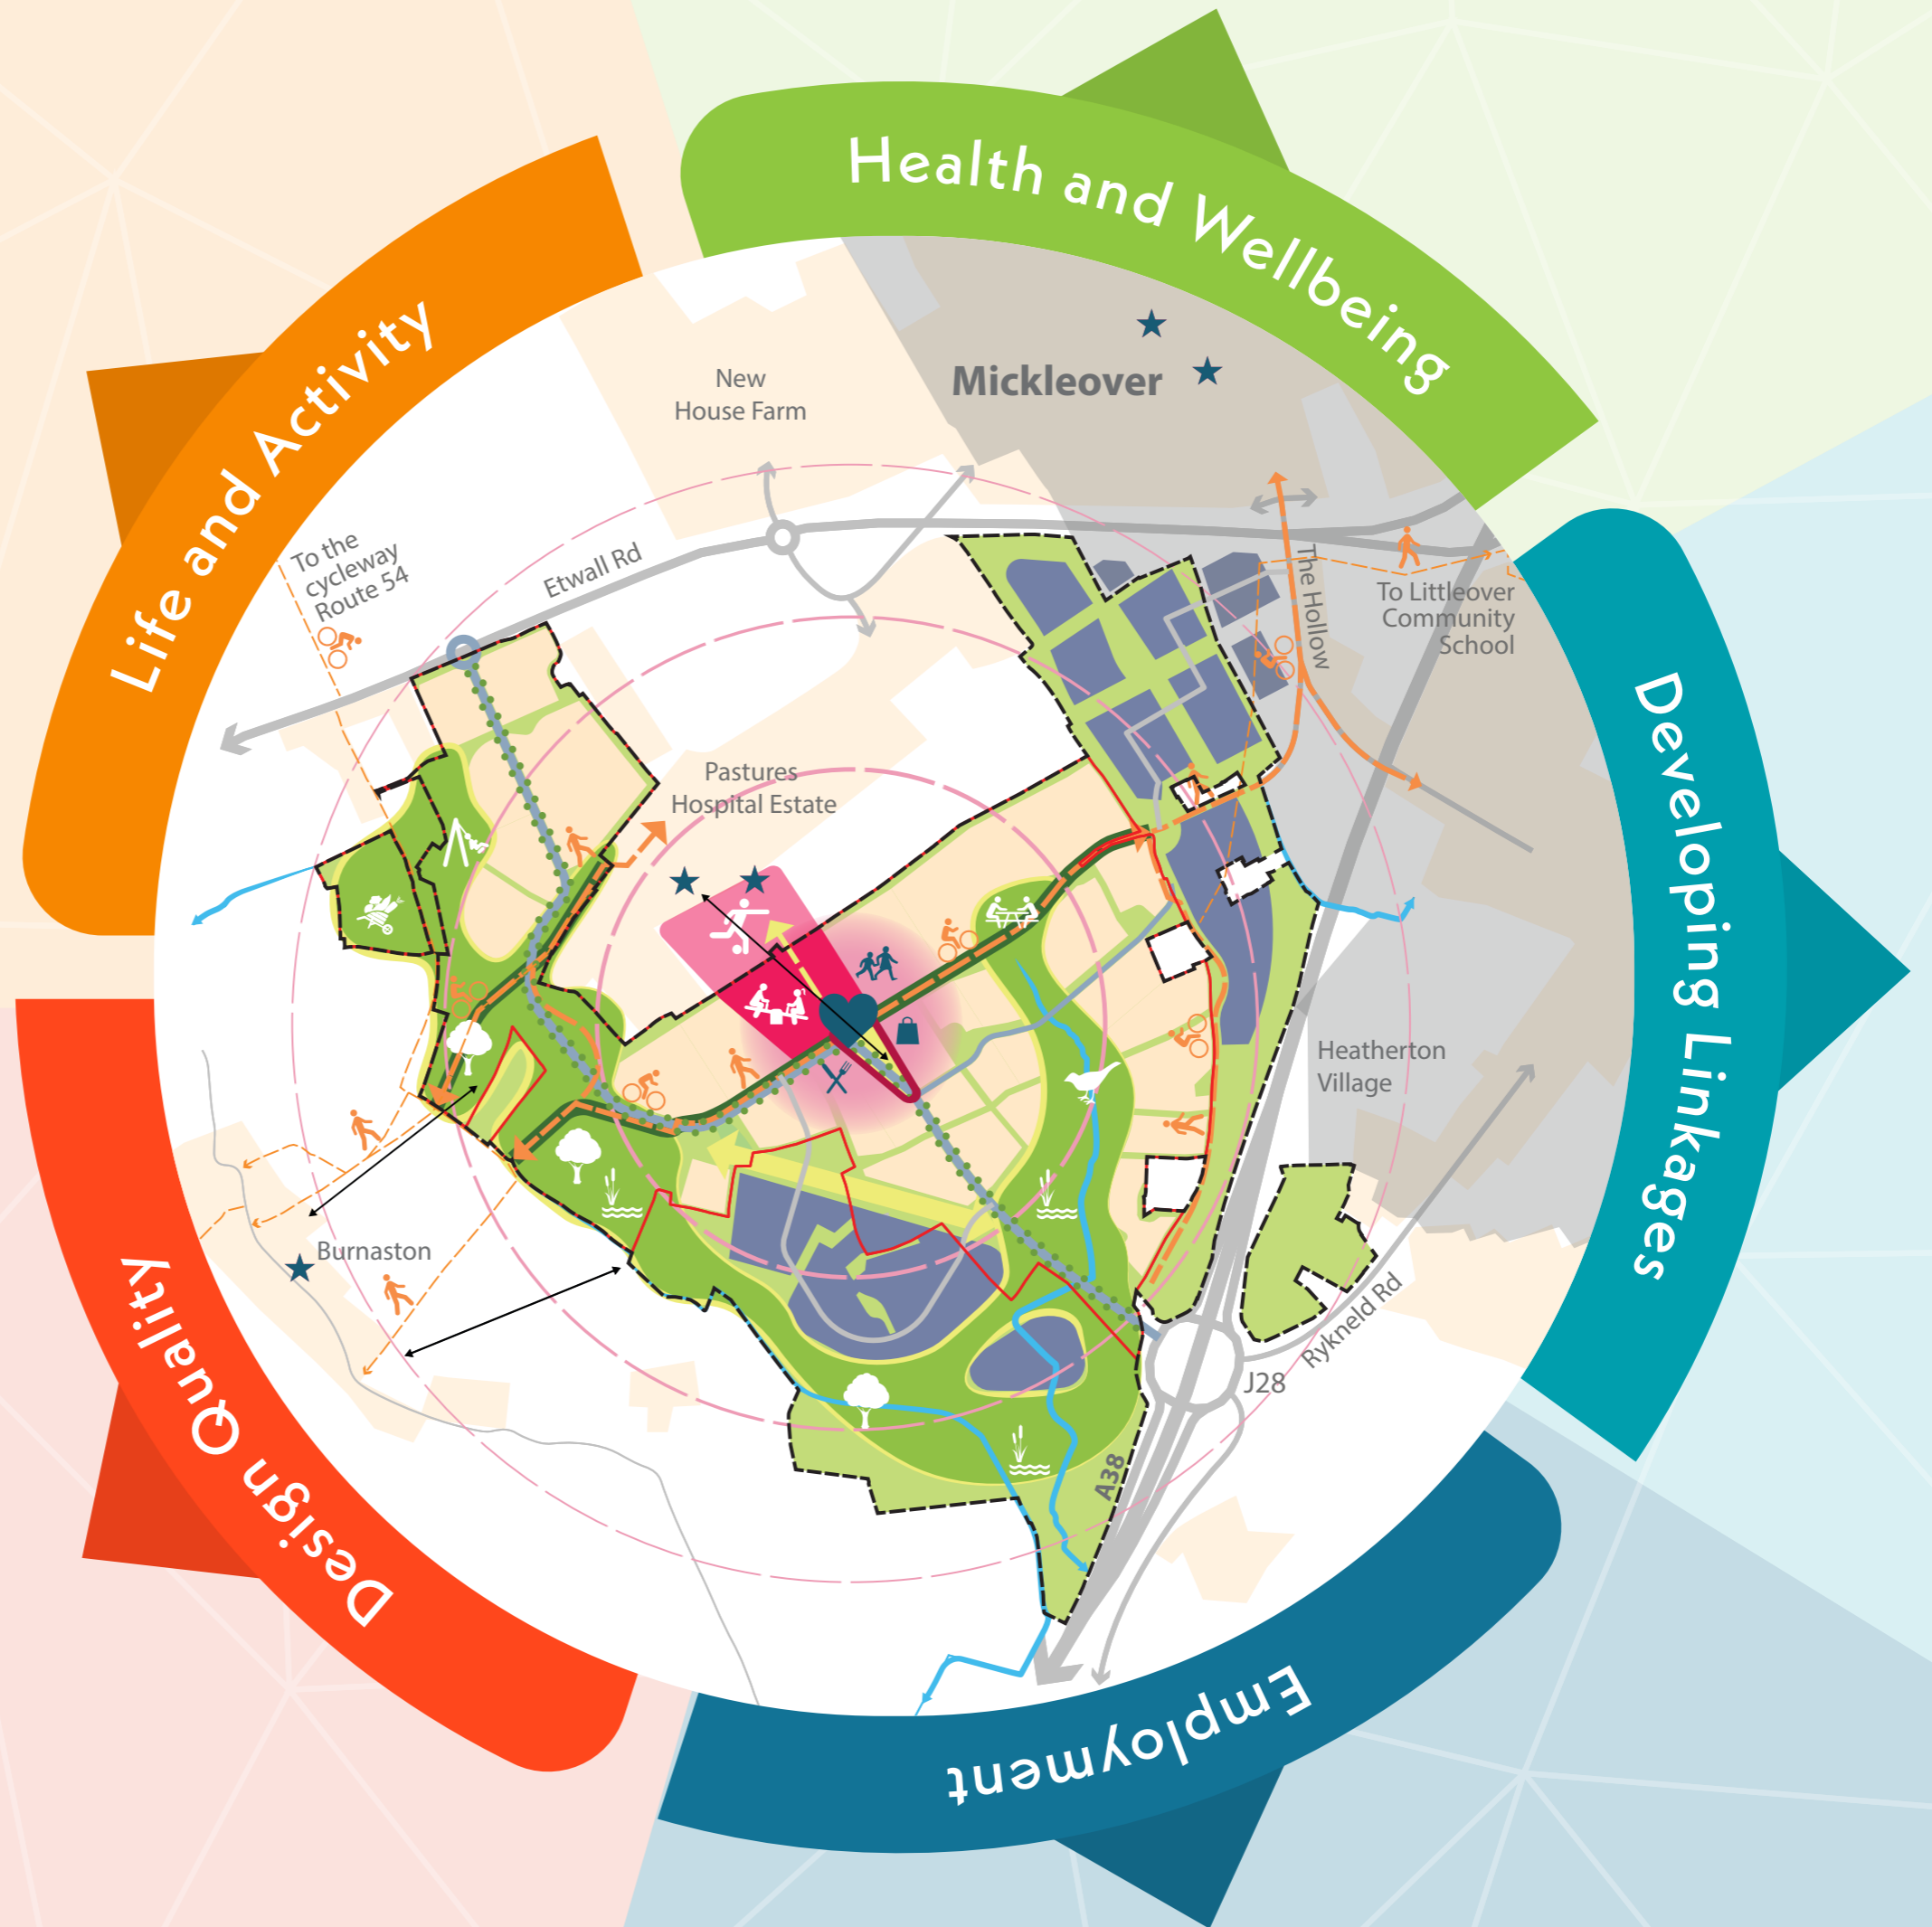 Health and Wellbeing
Life and Activity
Developing Linkages
Employment
Design Quality
New
House Farm
Mickleover
To the
cycleway
Route 54
Etwall Rd
The Hollow
To Littleover
Community
School
Pastures
Hospital Estate
Heatherton
Village
Burnaston
Rykneld Rd
J28
A38